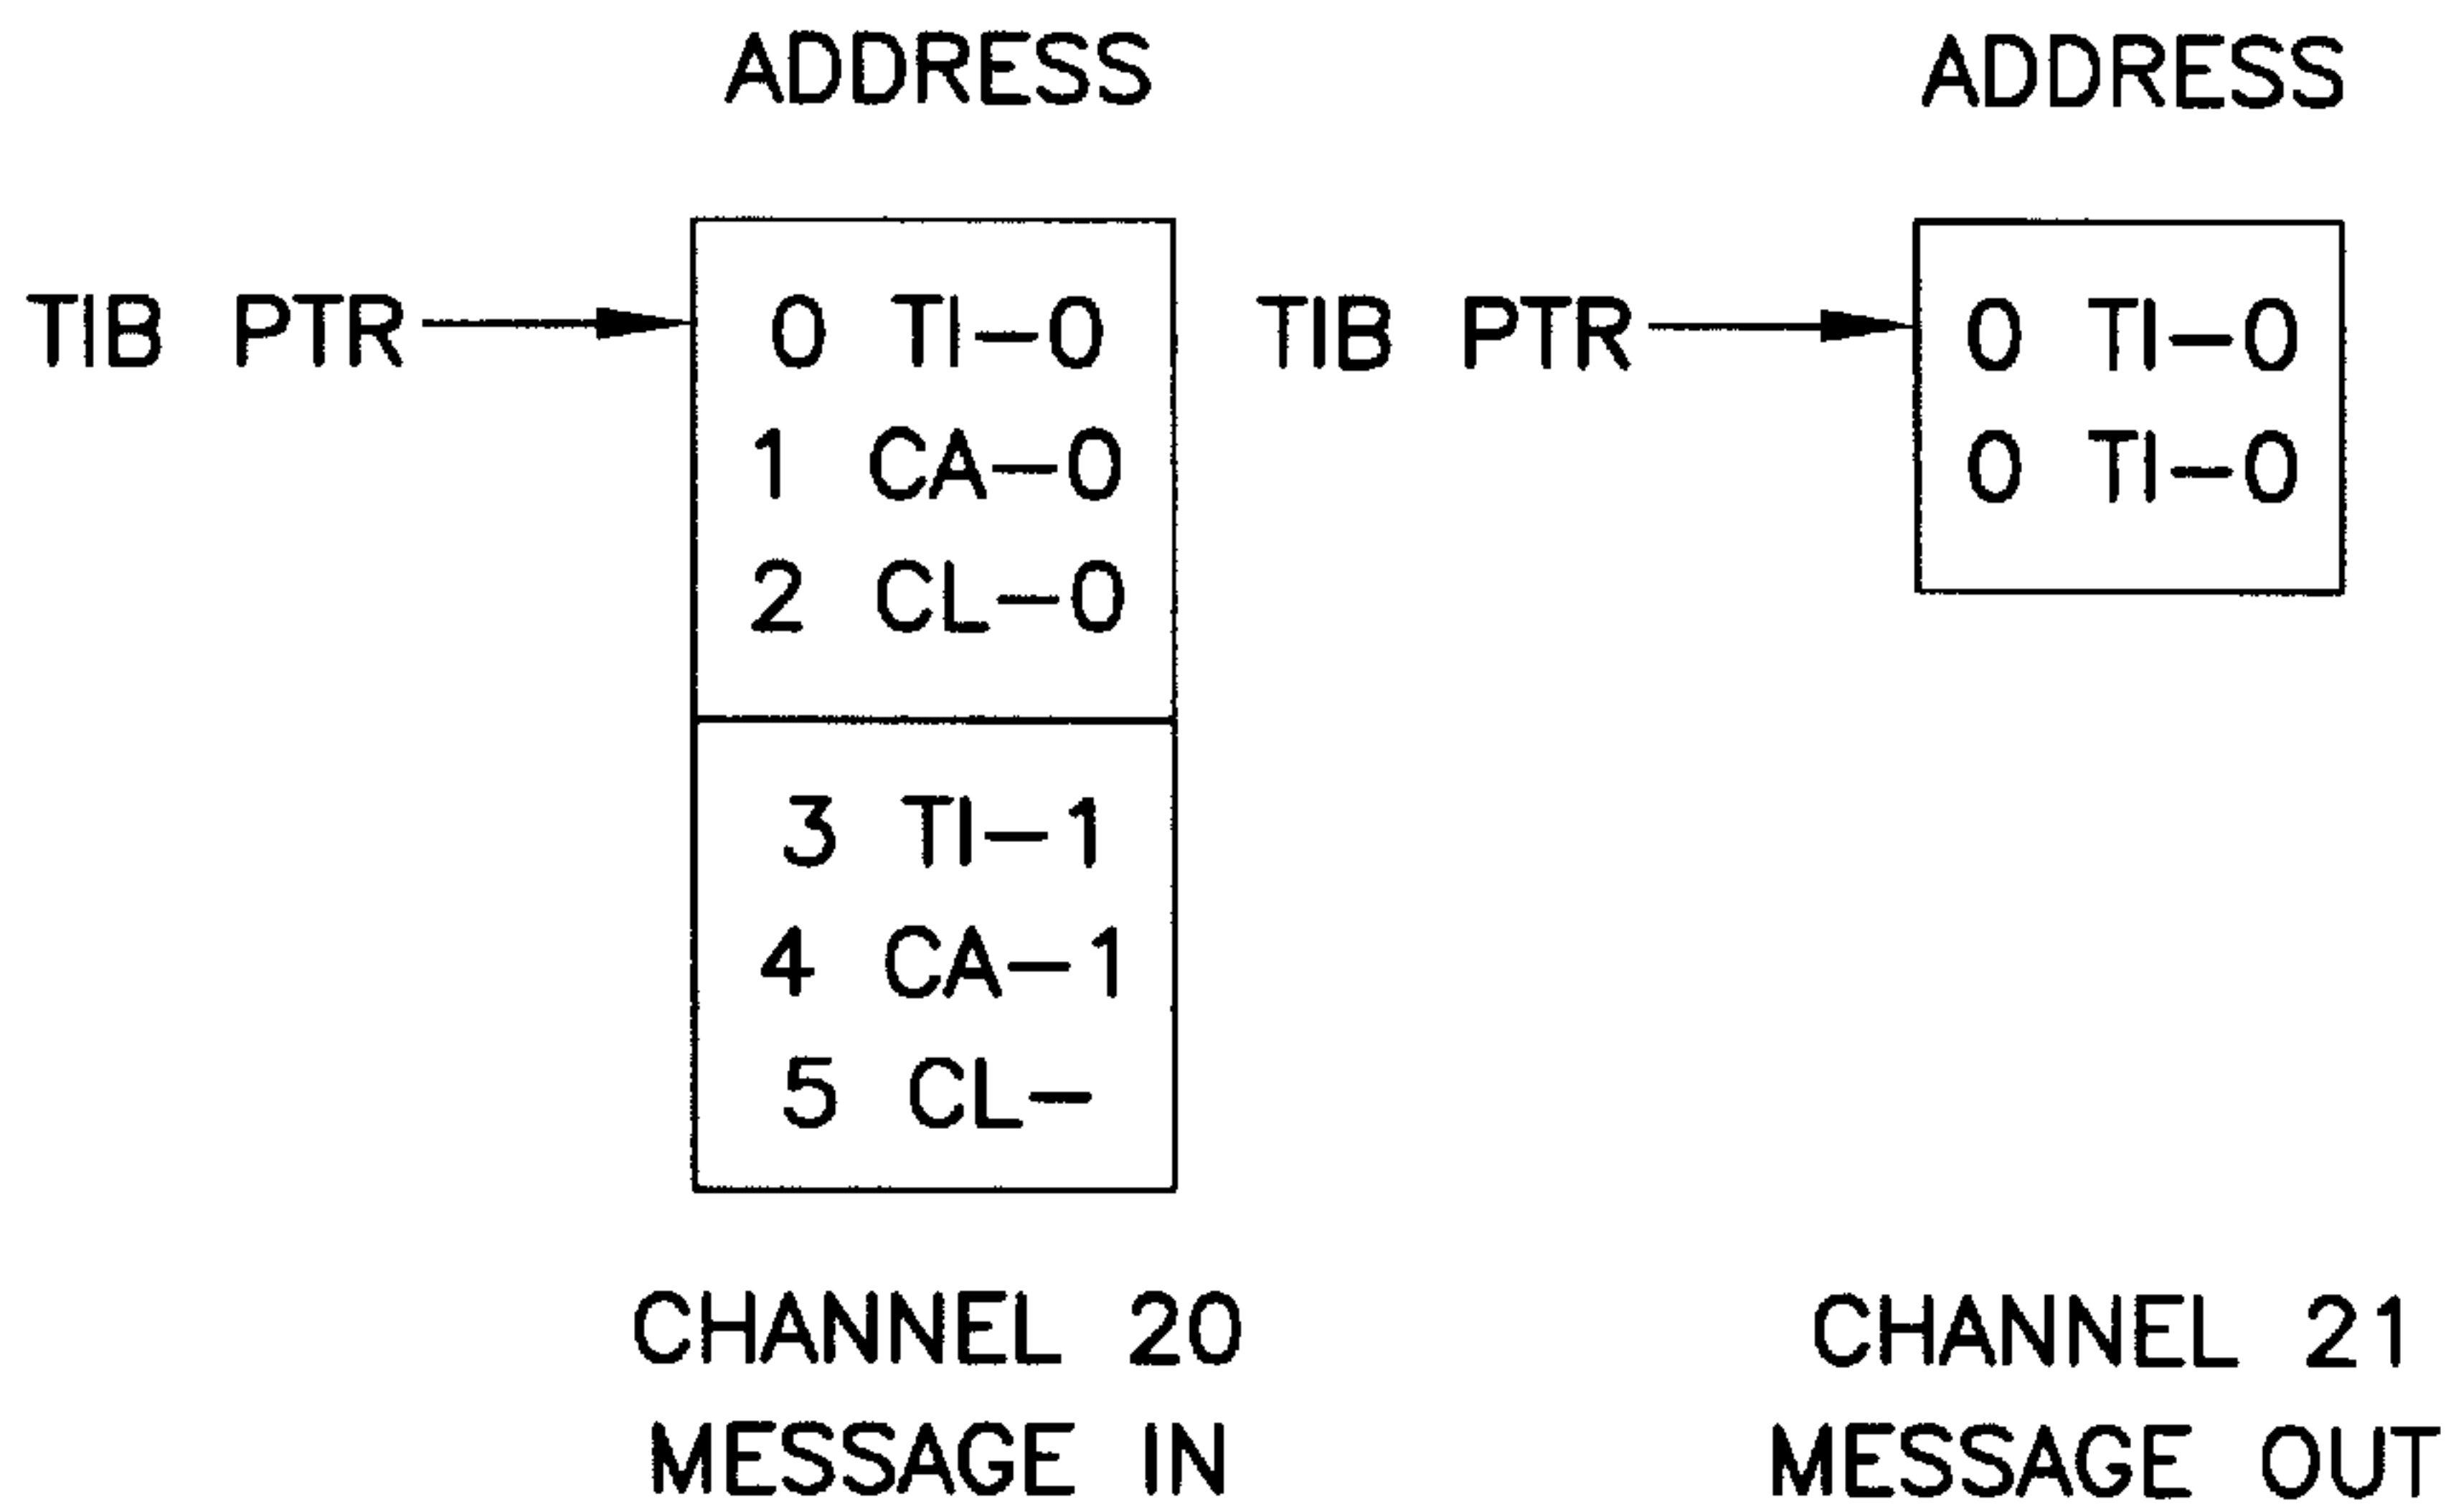 ADDRESS
TIB PTR
0 TI-0
1 CA-0
2 CL-0
3 TI-1
4 CA-1
5 CL-
CHANNEL 20
MESSAGE IN
ADDRESS
TIB PTR
0 TI-0
0 TI-0
CHANNEL 21
MESSAGE OUT